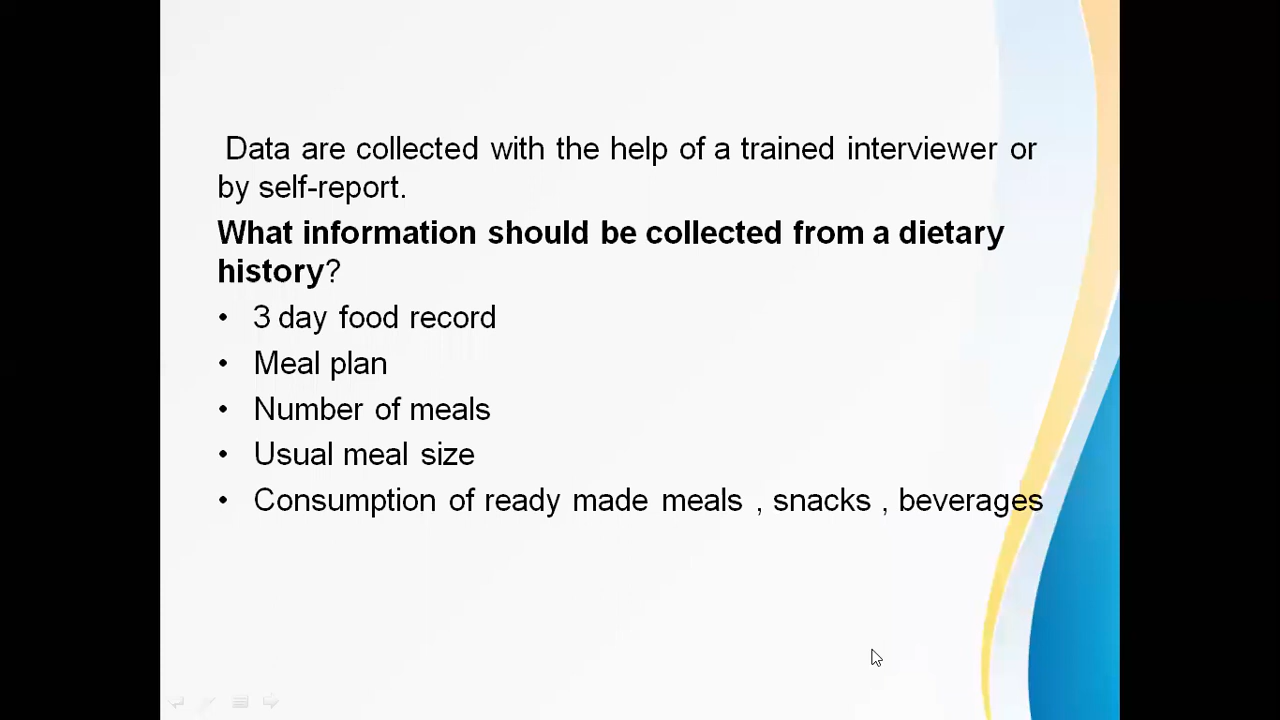 Data are collected with the help of a trained interviewer or
by self-report.
What information should be collected from a dietary
history?
• 3 day food record
• Meal plan
• Number of meals
• Usual meal size
• Consumption of ready made meals , snacks , beverages